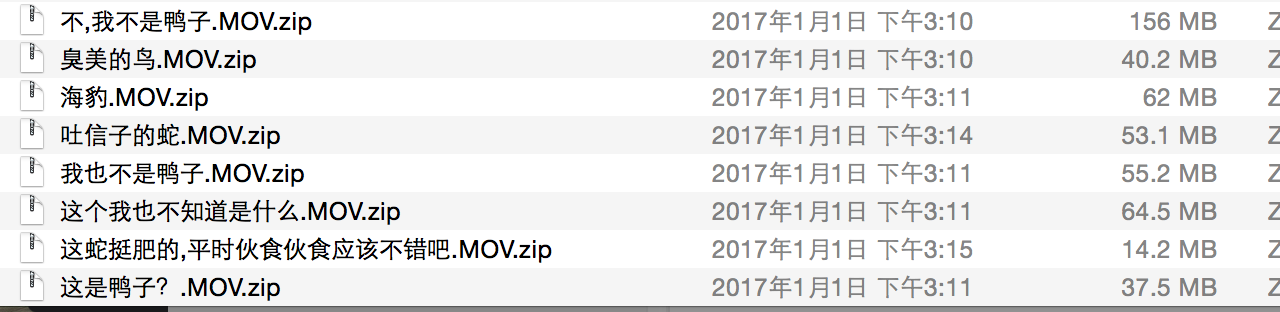 不,我不是鸭子.MOV.zip 2017年1月1日 下午3:10 156 MB Z
臭美的鸟.MOV.zip 2017年1月1日 下午3:10 40.2 MB Z
海豹.MOV.zip 2017年1月1日 下午3:11 62 MB Z
吐信子的蛇.MOV.zip 2017年1月1日 下午3:14 53.1 MB Z
我也不是鸭子.MOV.zip 2017年1月1日 下午3:11 55.2 MB Z
这个我也不知道是什么.MOV.zip 2017年1月1日 下午3:11 64.5 MB Z
这蛇挺肥的,平时伙食伙食应该不错吧.MOV.zip 2017年1月1日 下午3:15 14.2 MB Z
这是鸭子？.MOV.zip 2017年1月1日 下午3:11 37.5 MB Z